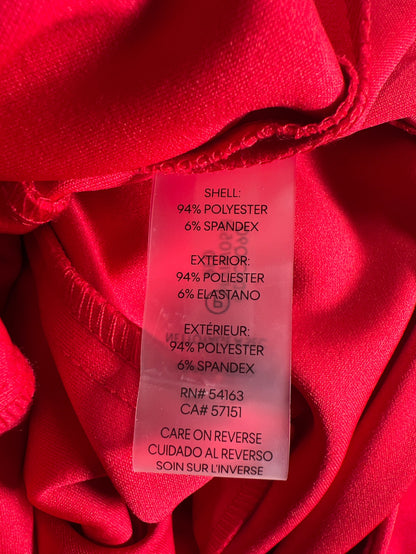 SHELL:
94% POLYESTER
6% SPANDEX
EXTERIOR:
94% POLIESTER
6% ELASTANO
EXTÉRIEUR:
94% POLYESTER
6% SPANDEX
RN# 54163
CA# 57151
CARE ON REVERSE
CUIDADO AL REVERSO
SOIN SUR L'INVERSE